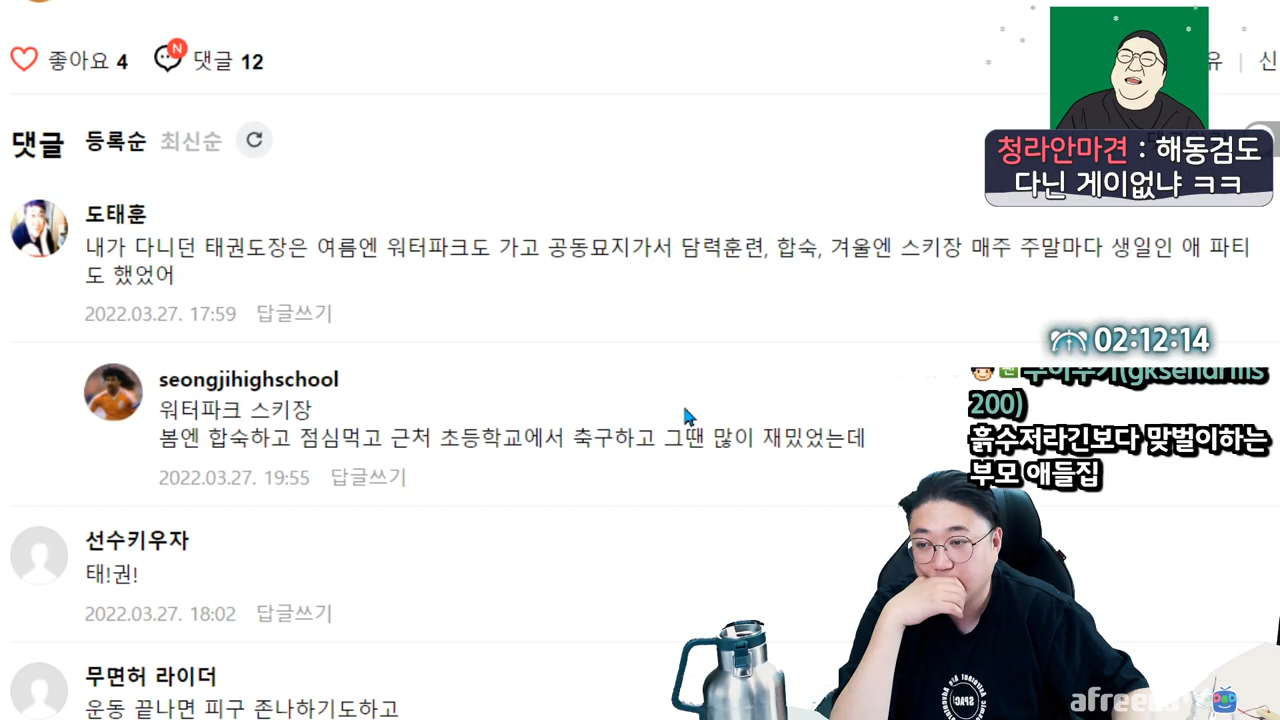 좋아요 4
N
댓글 12
유 | 신
댓글 등록순 최신순
청라안마견 : 해동검도
다닌 게이없냐 ㅋㅋ
도태훈
내가 다니던 태권도장은 여름엔 워터파크도 가고 공동묘지가서 담력훈련, 합숙, 겨울엔 스키장 매주 주말마다 생일인 애 파티
도 했었어
2022.03.27. 17:59 답글쓰기
02:12:14
200)
흙수저라긴보다 맞벌이하는
부모 애들집
seongjihighschool
워터파크 스키장
봄엔 합숙하고 점심먹고 근처 초등학교에서 축구하고 그땐 많이 재밌었는데
2022.03.27. 19:55 답글쓰기
선수키우자
태!권!
2022.03.27. 18:02 답글쓰기
무면허 라이더
운동 끝나면 피구 존나하기도하고